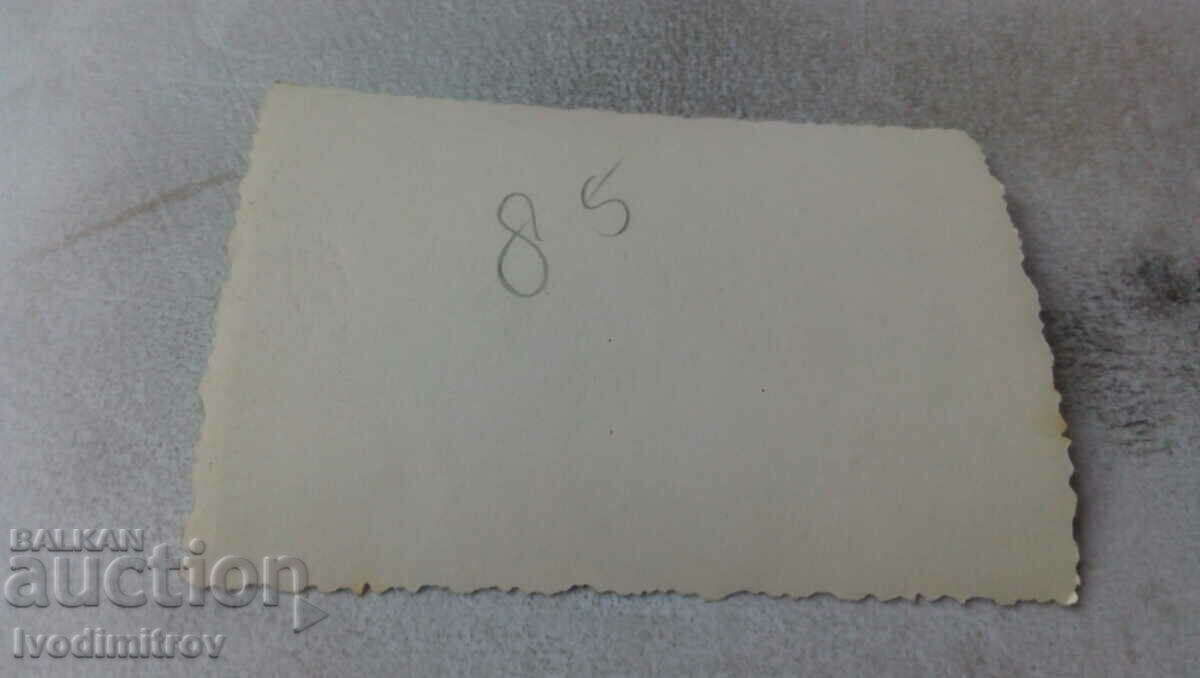 85
BALKAN
auction
Ivodimitrov